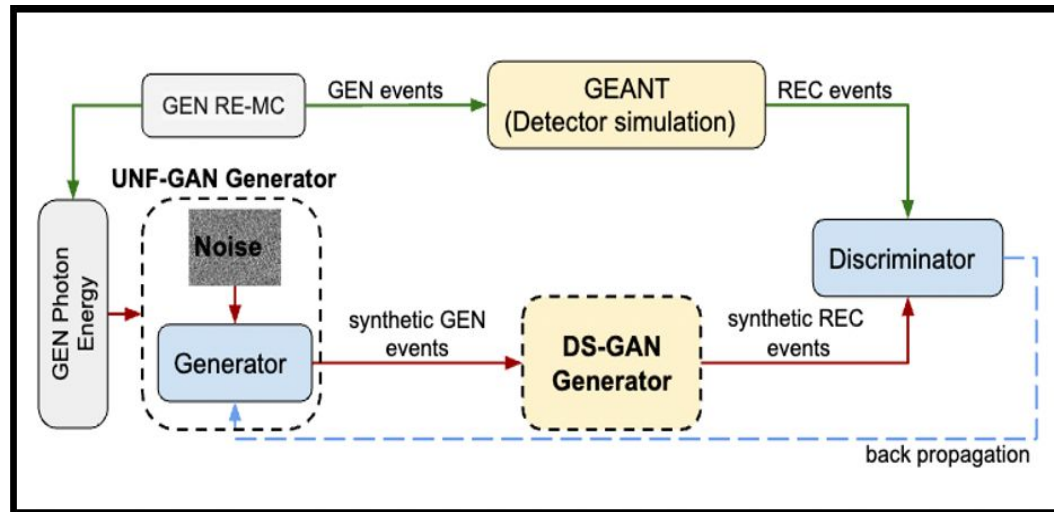 GEN RE-MC
GEN events
GEANT
(Detector simulation)
REC events
UNF-GAN Generator
Noise
GEN Photon
Energy
Generator
synthetic GEN
events
DS-GAN
Generator
synthetic REC
events
Discriminator
back propagation